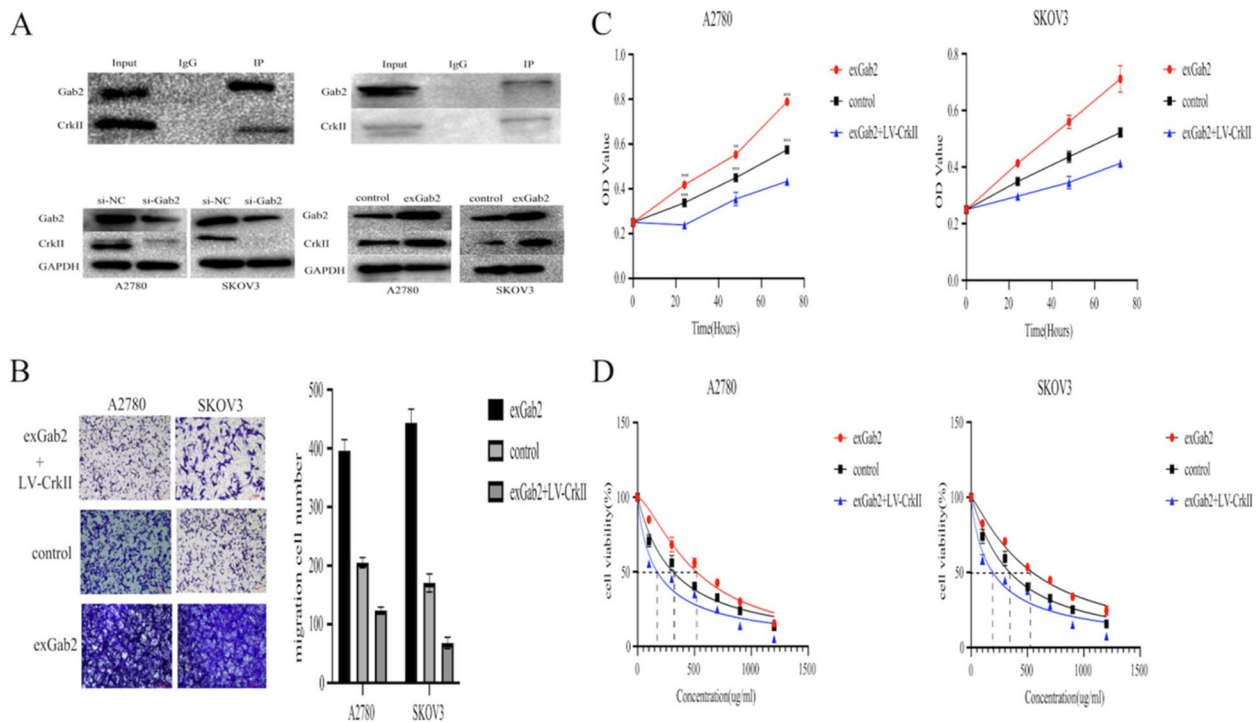 A
Input IgG IP
Gab2
CrkII
Input IgG IP
Gab2
CrkII
si-NC si-Gab2 si-NC si-Gab2
Gab2
CrkII
GAPDH
A2780 SKOV3
control exGab2 control exGab2
Gab2
CrkII
GAPDH
A2780 SKOV3
B
A2780 SKOV3
exGab2
+
LV-CrkII
control
exGab2
migration cell number
500
400
300
200
100
0
A2780 SKOV3
exGab2
control
exGab2+LV-CrkII
C
A2780
OD Value
1.0
0.8
0.6
0.4
0.2
0.0
0 20 40 60 80
Time(Hours)
*** ** ***
*** *** ***
exGab2
control
exGab2+LV-CrkII
SKOV3
OD Value
0.8
0.6
0.4
0.2
0.0
0 20 40 60 80
Time(Hours)
exGab2
control
exGab2+LV-CrkII
D
A2780
cell viability(%)
150
100
50
0
0 500 1000 1500
Concentration(ug/ml)
exGab2
control
exGab2+LV-CrkII
SKOV3
cell viability(%)
150
100
50
0
0 500 1000 1500
Concentration(ug/ml)
exGab2
control
exGab2+LV-CrkII